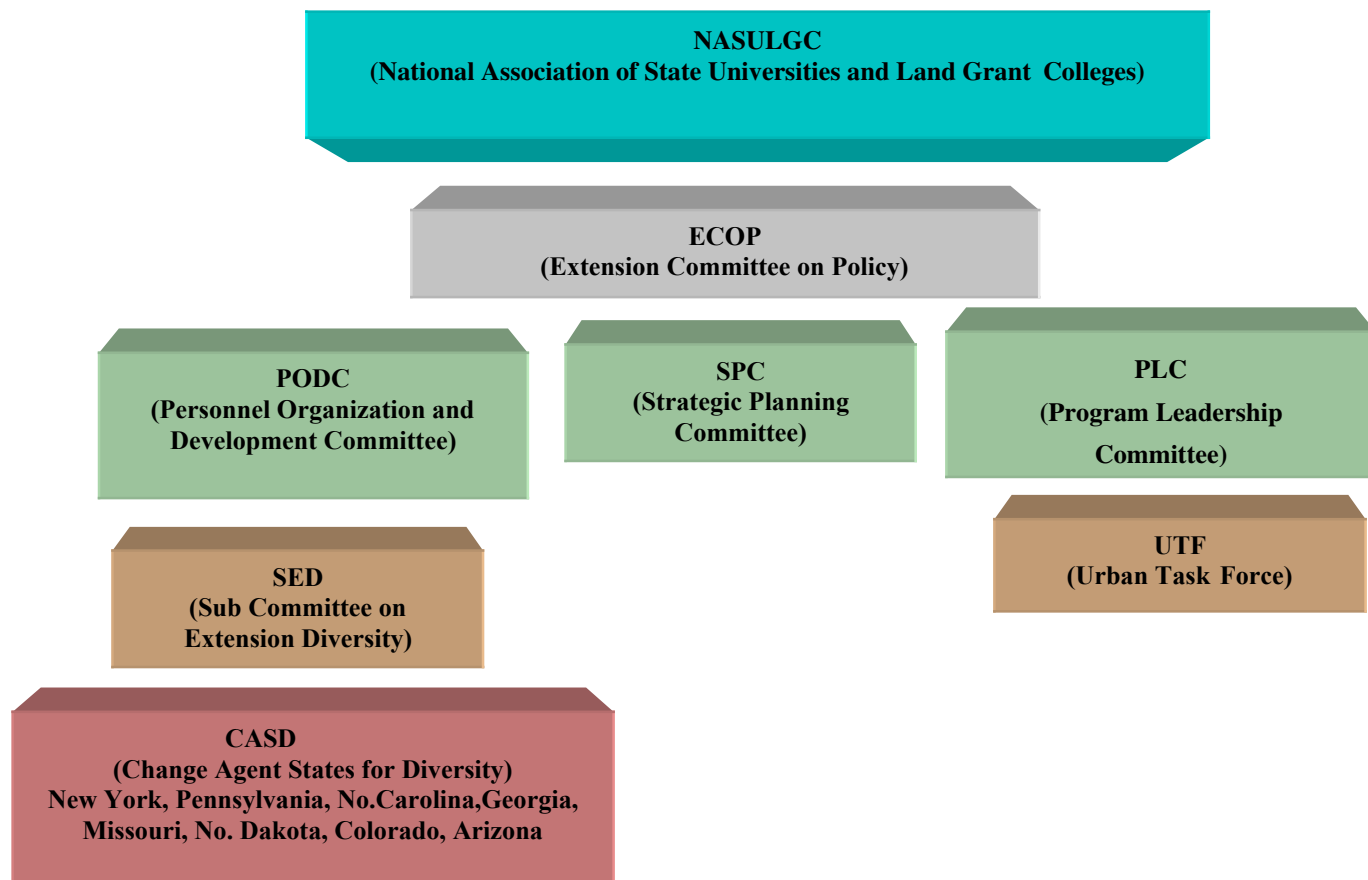 NASULGC
(National Association of State Universities and Land Grant Colleges)
ECOP
(Extension Committee on Policy)
PODC
(Personnel Organization and
Development Committee)
SPC
(Strategic Planning
Committee)
PLC
(Program Leadership
Committee)
SED
(Sub Committee on
Extension Diversity)
UTF
(Urban Task Force)
CASD
(Change Agent States for Diversity)
New York, Pennsylvania, No.Carolina,Georgia,
Missouri, No. Dakota, Colorado, Arizona